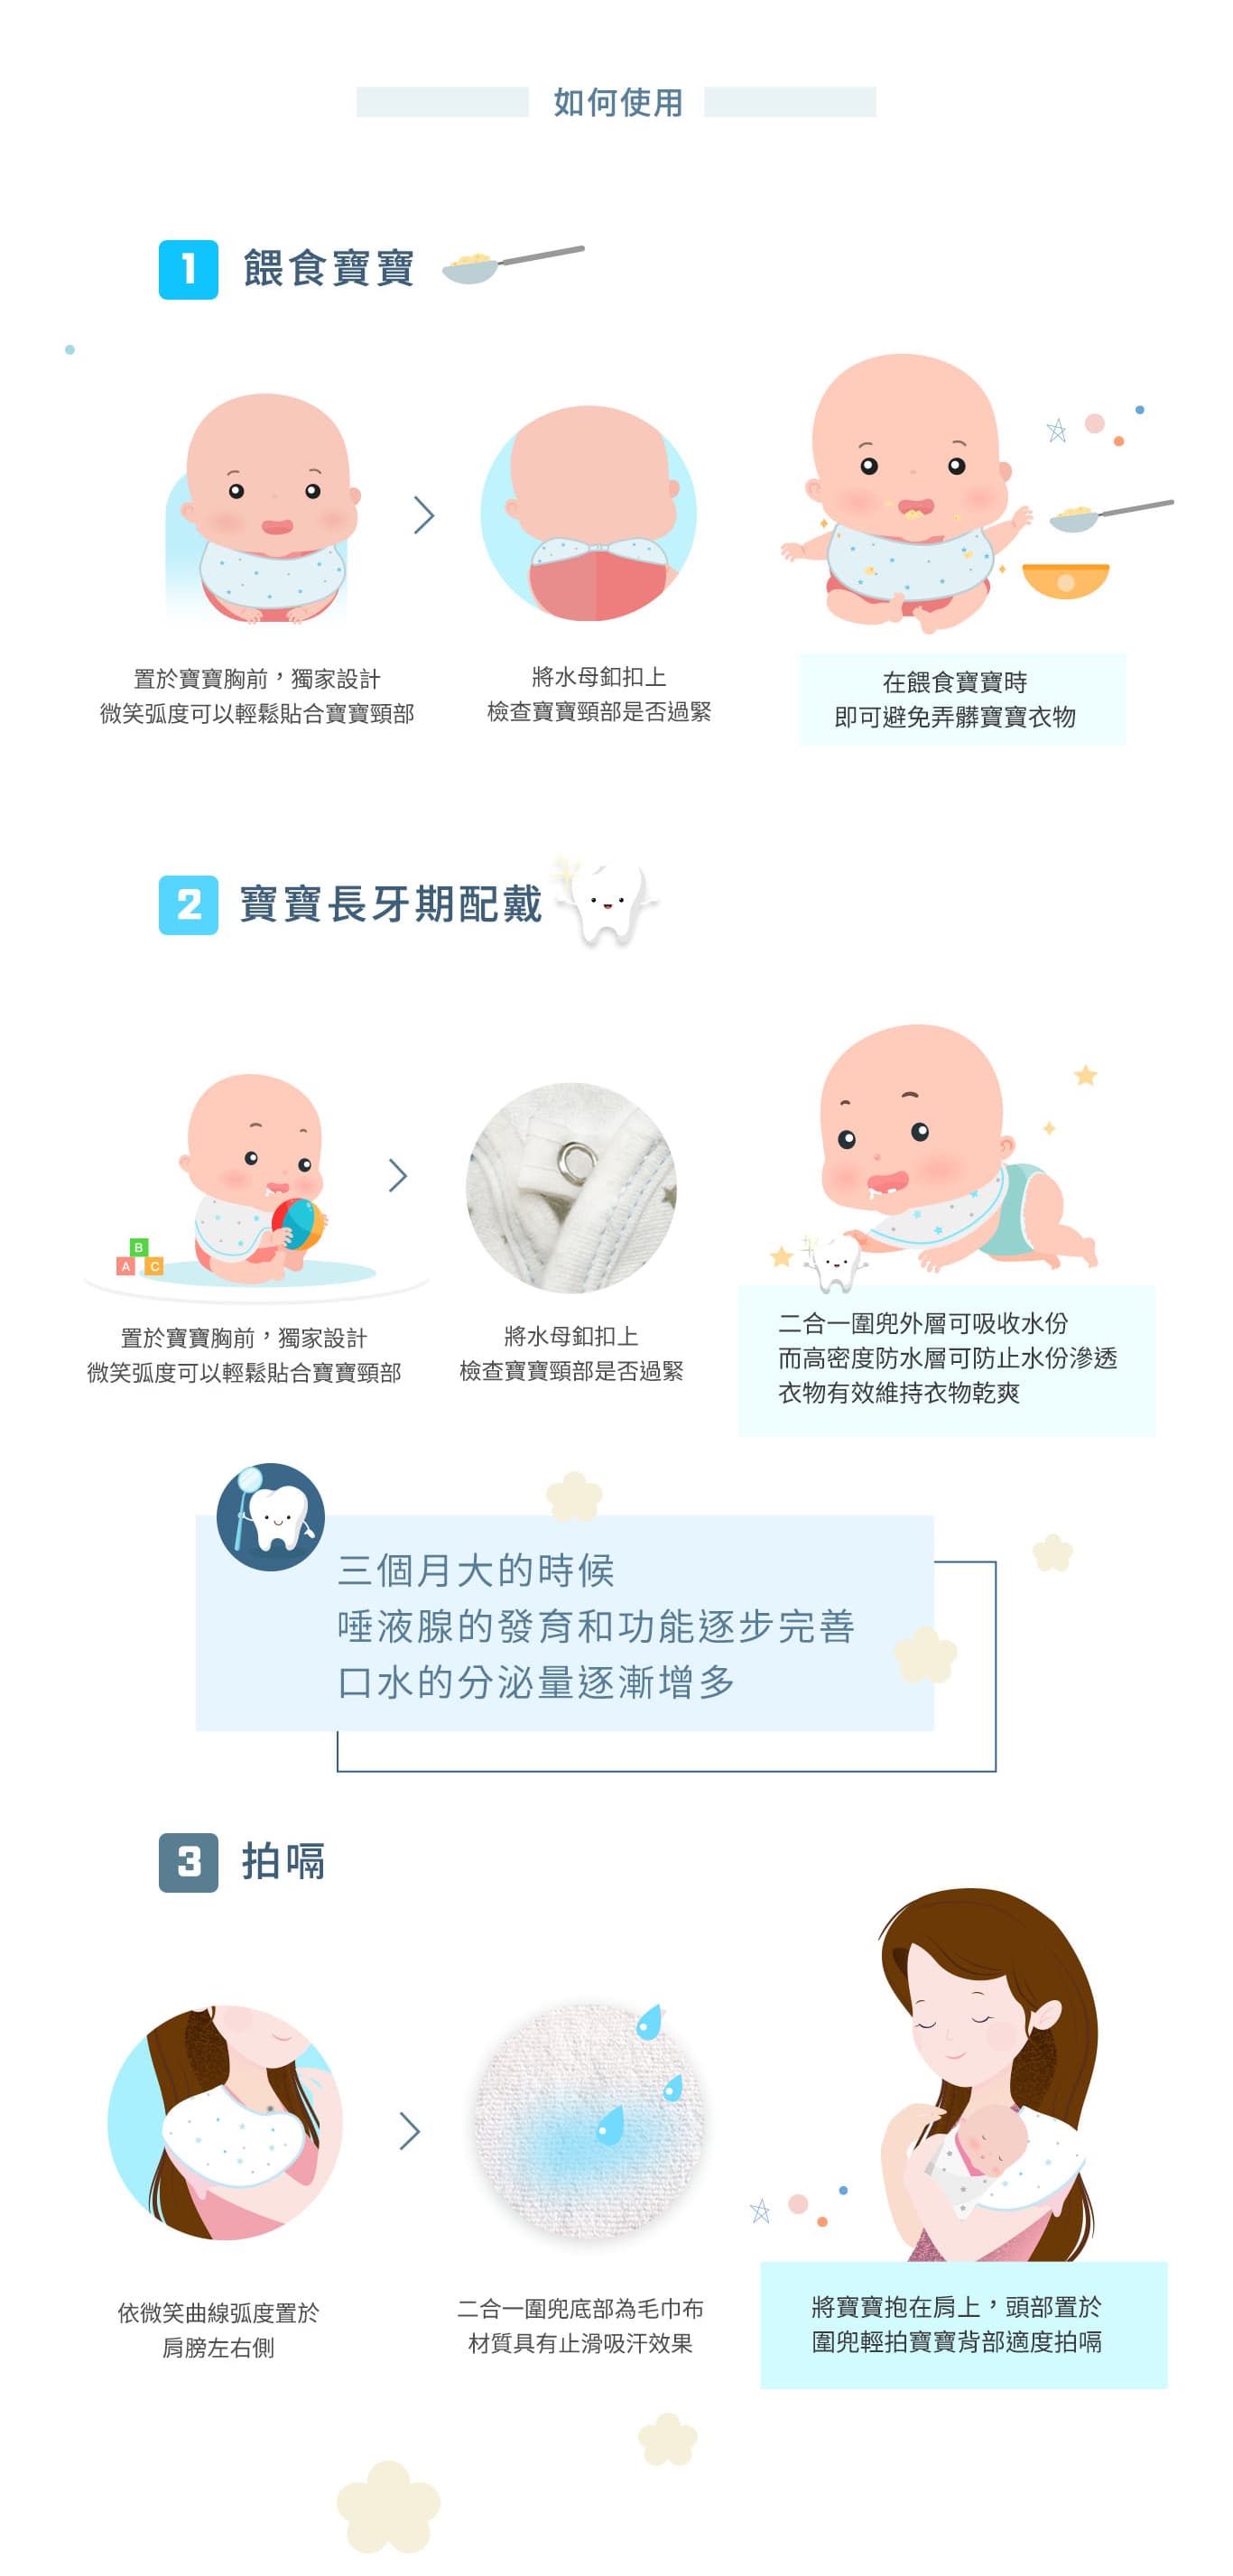 如何使用
1 餵食寶寶
置於寶寶胸前，獨家設計
微笑弧度可以輕鬆貼合寶寶頸部
將水母釦扣上
檢查寶寶頸部是否過緊
在餵食寶寶時
即可避免弄髒寶寶衣物
2 寶寶長牙期配戴
B
A C
置於寶寶胸前，獨家設計
微笑弧度可以輕鬆貼合寶寶頸部
將水母釦扣上
檢查寶寶頸部是否過緊
二合一圍兜外層可吸收水份
而高密度防水層可防止水份滲透
衣物有效維持衣物乾爽
三個月大的時候
唾液腺的發育和功能逐步完善
口水的分泌量逐漸增多
3 拍嗝
依微笑曲線弧度置於
肩膀左右側
二合一圍兜底部為毛巾布
材質具有止滑吸汗效果
將寶寶抱在肩上，頭部置於
圍兜輕拍寶寶背部適度拍嗝